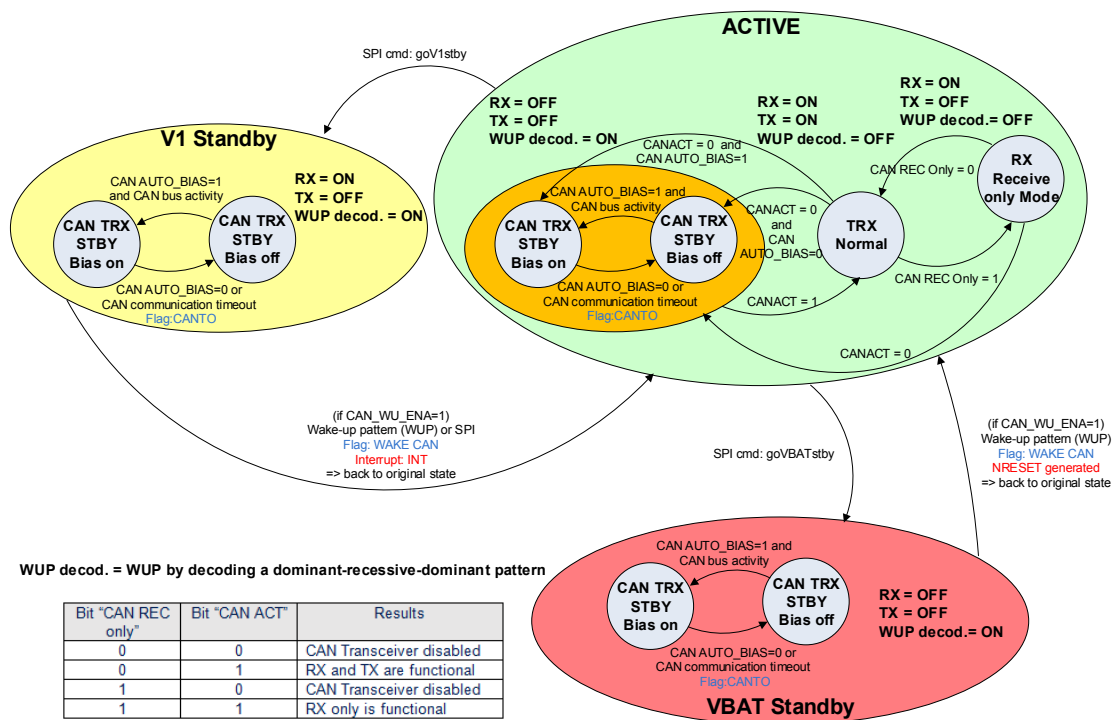 ACTIVE
SPI cmd: goV1stby
RX = OFF
TX = OFF
WUP decod. = ON
RX = ON
TX = ON
WUP decod. = OFF
RX = ON
TX = OFF
WUP decod.= OFF
CANACT = 0 and
CAN AUTO_BIAS=1
CAN REC Only = 0
RX
Receive
only Mode
V1 Standby
CAN AUTO_BIAS=1
and CAN bus activity
RX = ON
TX = OFF
WUP decod. = ON
CAN TRX
STBY
Bias on
CAN TRX
STBY
Bias off
CAN AUTO_BIAS=0 or
CAN communication timeout
Flag:CANTO
CAN AUTO_BIAS=1 and
CAN bus activity
CAN TRX
STBY
Bias on
CAN TRX
STBY
Bias off
CAN AUTO_BIAS=0 or
CAN communication timeout
Flag:CANTO
CANACT = 0
and
CAN
AUTO_BIAS=0
TRX
Normal
CANACT = 1
CAN REC Only = 1
CANACT = 0
(if CAN_WU_ENA=1)
Wake-up pattern (WUP) or SPI
Flag: WAKE CAN
Interrupt: INT
=> back to original state
SPI cmd: goVBATstby
(if CAN_WU_ENA=1)
Wake-up pattern (WUP)
Flag: WAKE CAN
NRESET generated
=> back to original state
CAN AUTO_BIAS=1 and
CAN bus activity
CAN TRX
STBY
Bias on
CAN TRX
STBY
Bias off
RX = OFF
TX = OFF
WUP decod.= ON
CAN AUTO_BIAS=0 or
CAN communication timeout
Flag:CANTO
VBAT Standby
WUP decod. = WUP by decoding a dominant-recessive-dominant pattern
Bit “CAN REC only” Bit “CAN ACT” Results
0 0 CAN Transceiver disabled
0 1 RX and TX are functional
1 0 CAN Transceiver disabled
1 1 RX only is functional